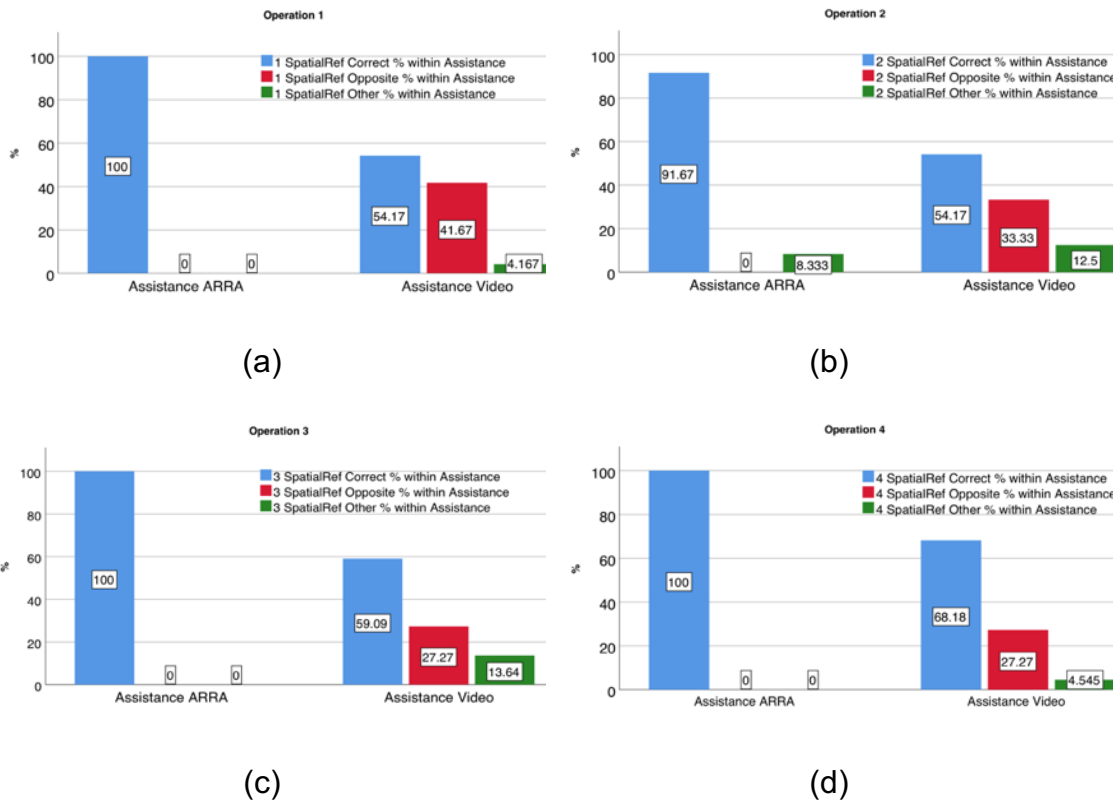 Operation 1
1 SpatialRef Correct % within Assistance
1 SpatialRef Opposite % within Assistance
1 SpatialRef Other % within Assistance
100
80
60
40
20
0
%
100
0
0
54.17
41.67
4.167
Assistance ARRA
Assistance Video
(a)
Operation 2
2 SpatialRef Correct % within Assistance
2 SpatialRef Opposite % within Assistance
2 SpatialRef Other % within Assistance
100
80
60
40
20
0
%
91.67
0
8.333
54.17
33.33
12.5
Assistance ARRA
Assistance Video
(b)
Operation 3
3 SpatialRef Correct % within Assistance
3 SpatialRef Opposite % within Assistance
3 SpatialRef Other % within Assistance
100
80
60
40
20
0
%
100
0
0
59.09
27.27
13.64
Assistance ARRA
Assistance Video
(c)
Operation 4
4 SpatialRef Correct % within Assistance
4 SpatialRef Opposite % within Assistance
4 SpatialRef Other % within Assistance
100
80
60
40
20
0
%
100
0
0
68.18
27.27
4.545
Assistance ARRA
Assistance Video
(d)